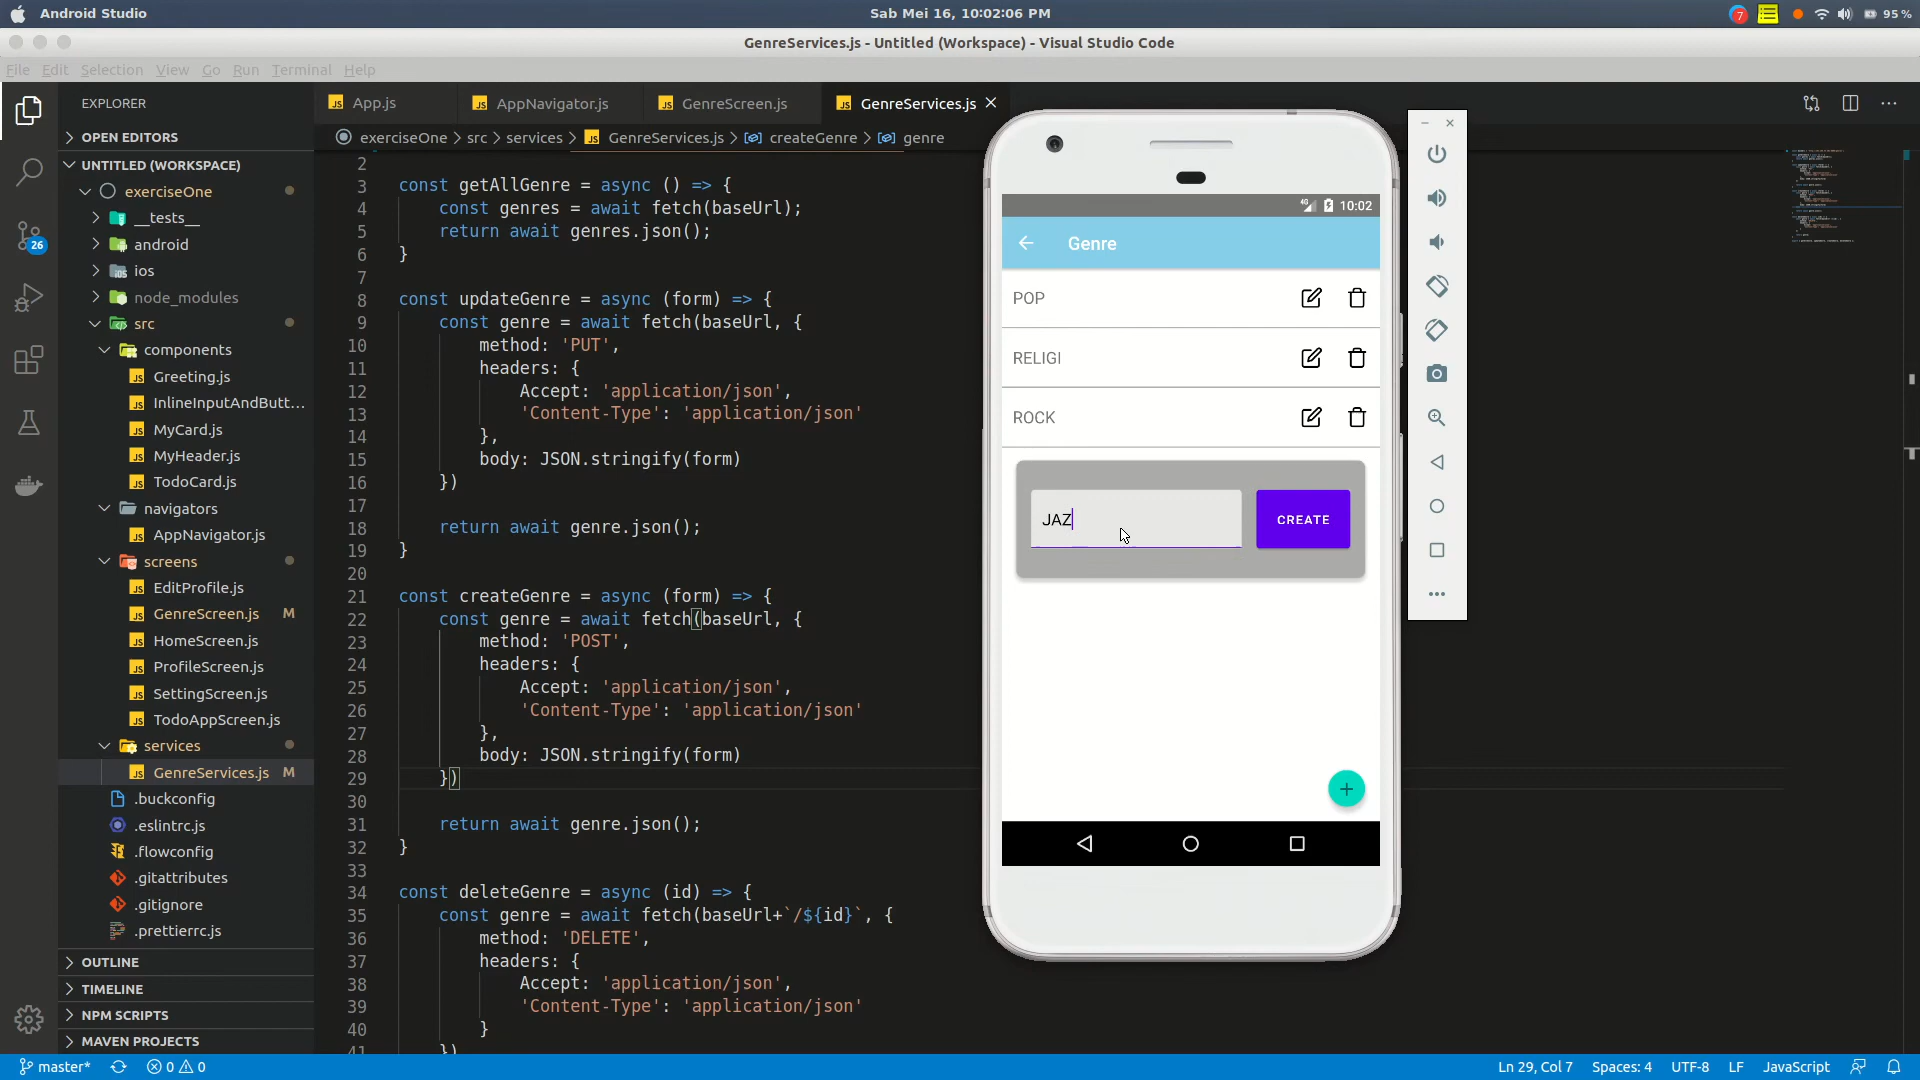 Android Studio
Sab Mei 16, 10:02:06 PM
7
95 %
GenreServices.js - Untitled (Workspace) - Visual Studio Code
File Edit Selection View Go Run Terminal Help
EXPLORER
OPEN EDITORS
UNTITLED (WORKSPACE)
exerciseOne
__tests__
android
ios
node_modules
src
components
Greeting.js
InlineInputAndButt...
MyCard.js
MyHeader.js
TodoCard.js
navigators
AppNavigator.js
screens
EditProfile.js
GenreScreen.js M
HomeScreen.js
ProfileScreen.js
SettingScreen.js
TodoAppScreen.js
services
GenreServices.js M
.buckconfig
.eslintrc.js
.flowconfig
.gitattributes
.gitignore
.prettierrc.js
OUTLINE
TIMELINE
NPM SCRIPTS
MAVEN PROJECTS
26
App.js
AppNavigator.js
GenreScreen.js
GenreServices.js
exerciseOne > src > services > GenreServices.js > createGenre > genre
2
3 const getAllGenre = async () => {
4 const genres = await fetch(baseUrl);
5 return await genres.json();
6 }
7
8 const updateGenre = async (form) => {
9 const genre = await fetch(baseUrl, {
10 method: 'PUT',
11 headers: {
12 Accept: 'application/json',
13 'Content-Type': 'application/json'
14 },
15 body: JSON.stringify(form)
16 })
17
18 return await genre.json();
19 }
20
21 const createGenre = async (form) => {
22 const genre = await fetch(baseUrl, {
23 method: 'POST',
24 headers: {
25 Accept: 'application/json',
26 'Content-Type': 'application/json'
27 },
28 body: JSON.stringify(form)
29 })
30
31 return await genre.json();
32 }
33
34 const deleteGenre = async (id) => {
35 const genre = await fetch(baseUrl+`/${id}`, {
36 method: 'DELETE',
37 headers: {
38 Accept: 'application/json',
39 'Content-Type': 'application/json'
40 }
41 })
4G
10:02
Genre
POP
RELIGI
ROCK
JAZ
CREATE
master*
0 0
Ln 29, Col 7
Spaces: 4
UTF-8
LF
JavaScript